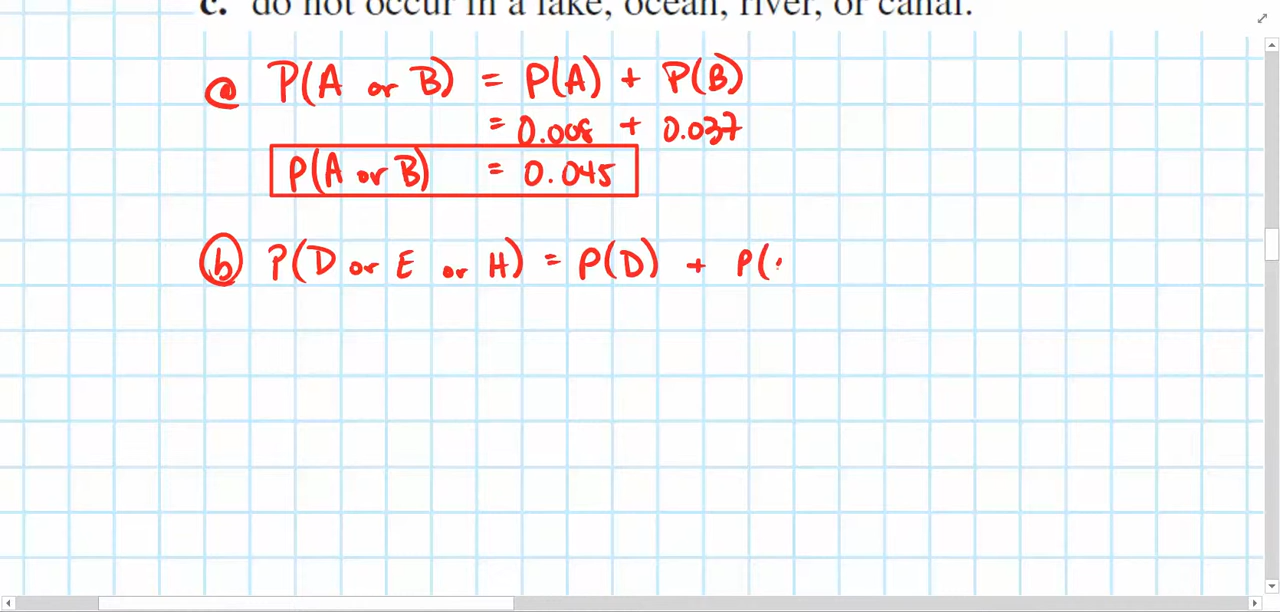 c. do not occur in a lake, ocean, river, or canal.
ⓐ P(A or B) = P(A) + P(B)
= 0.008 + 0.037
P(A or B) = 0.045
ⓑ P(D or E or H) = P(D) + P(